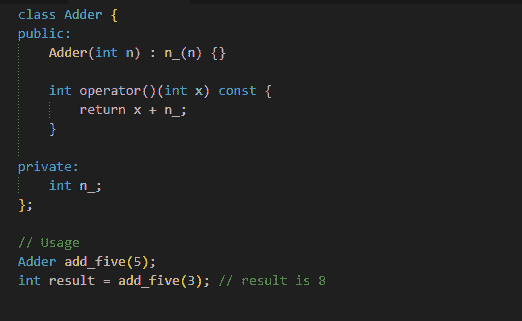 class Adder {
public:
    Adder(int n) : n_(n) {}

    int operator()(int x) const {
        return x + n_;
    }

private:
    int n_;
};

// Usage
Adder add_five(5);
int result = add_five(3); // result is 8